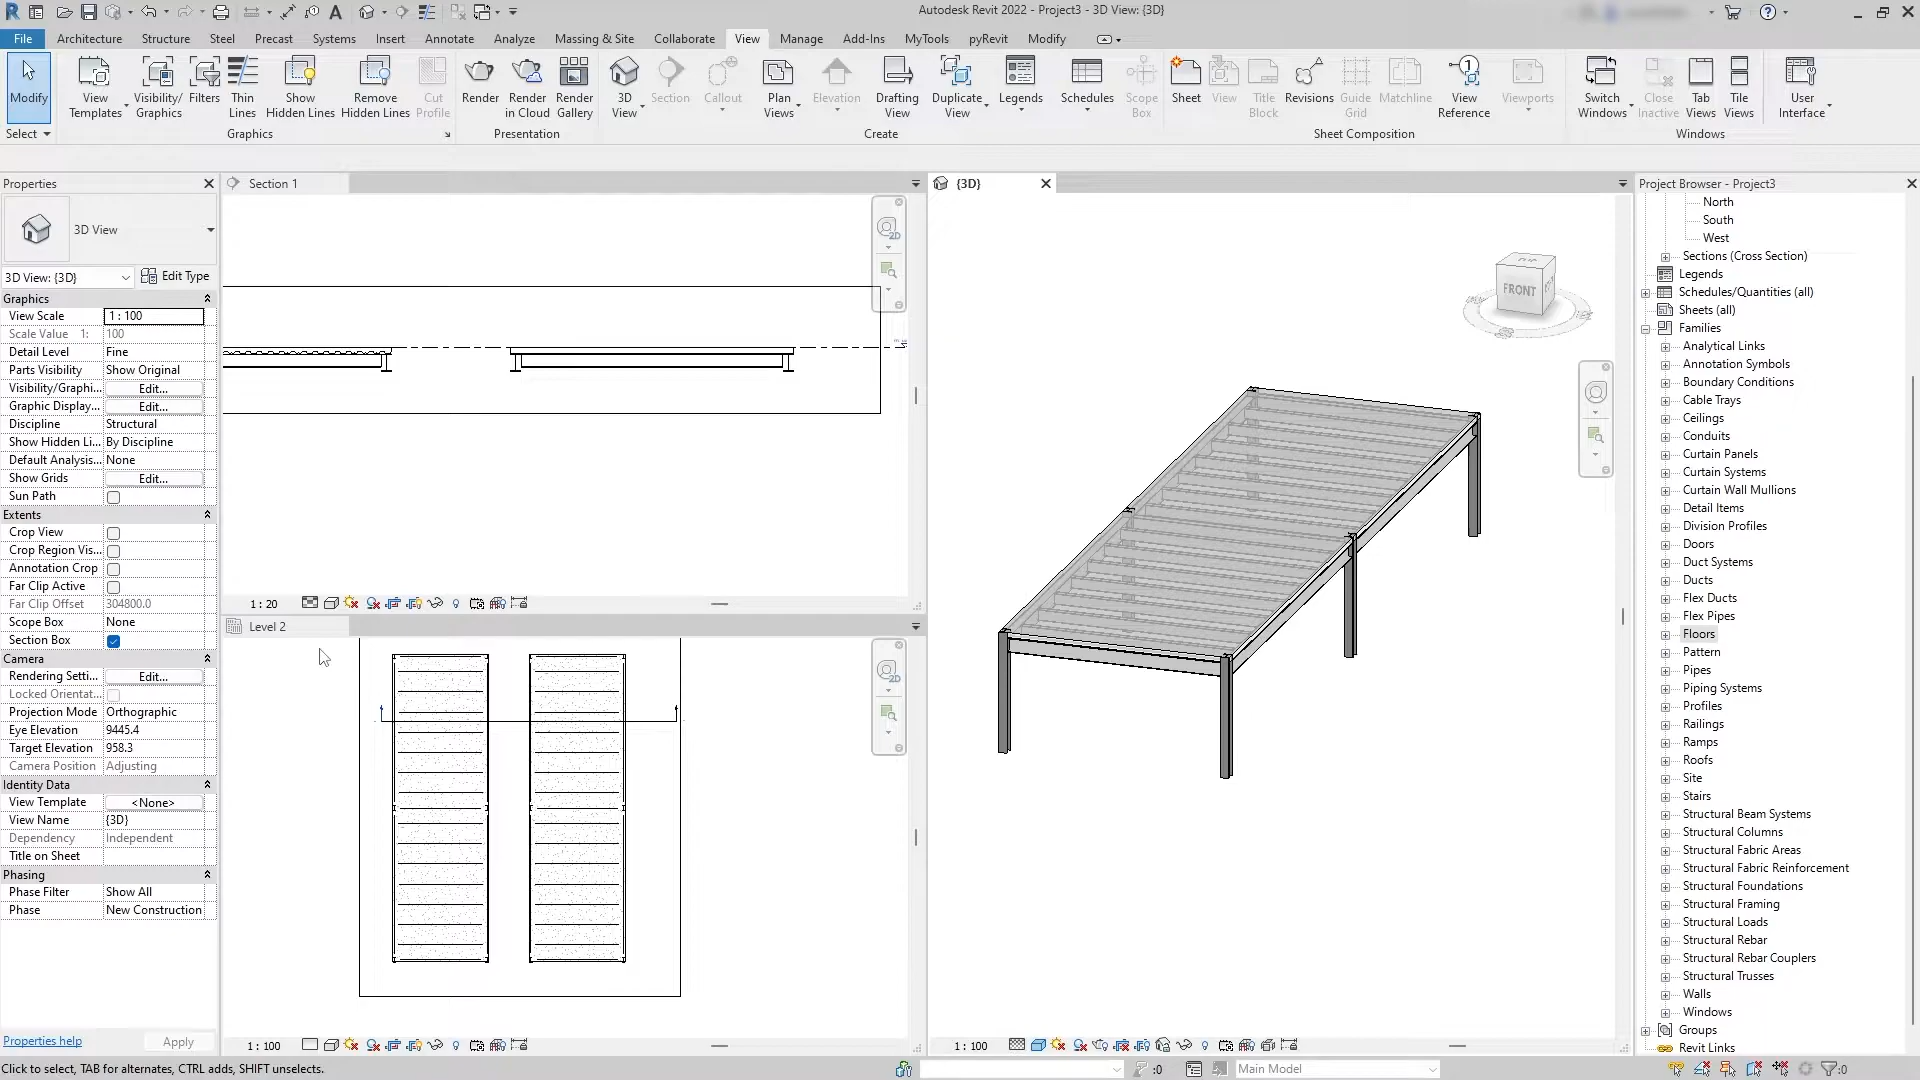 Autodesk Revit 2022 - Project3 - 3D View: {3D}
File Architecture Structure Steel Precast Systems Insert Annotate Analyze Massing & Site Collaborate View Manage Add-Ins MyTools pyRevit Modify
Modify
View Templates
Visibility/ Graphics
Filters
Thin Lines
Show Hidden Lines
Remove Hidden Lines
Cut Profile
Render
Render in Cloud
Render Gallery
3D View
Section
Callout
Plan Views
Elevation
Drafting View
Duplicate View
Legends
Schedules
Scope Box
Sheet
View
Title Block
Revisions
Guide Grid
Matchline
View Reference
Viewports
Switch Windows
Close Inactive
Tab Views
Tile Views
User Interface
Select
Graphics
Presentation
Create
Sheet Composition
Windows
Properties
3D View
3D View: {3D}
Edit Type
Graphics
View Scale 1 : 100
Scale Value 1: 100
Detail Level Fine
Parts Visibility Show Original
Visibility/Graphi... Edit...
Graphic Display... Edit...
Discipline Structural
Show Hidden Li... By Discipline
Default Analysis... None
Show Grids Edit...
Sun Path
Extents
Crop View
Crop Region Vis...
Annotation Crop
Far Clip Active
Far Clip Offset 304800.0
Scope Box None
Section Box
Camera
Rendering Setti... Edit...
Locked Orientat...
Projection Mode Orthographic
Eye Elevation 9445.4
Target Elevation 958.3
Camera Position Adjusting
Identity Data
View Template <None>
View Name {3D}
Dependency Independent
Title on Sheet
Phasing
Phase Filter Show All
Phase New Construction
Properties help
Apply
Section 1
2D
1 : 20
Level 2
2D
1 : 100
{3D}
TOP
FRONT
1 : 100
Project Browser - Project3
North
South
West
Sections (Cross Section)
Legends
Schedules/Quantities (all)
Sheets (all)
Families
Analytical Links
Annotation Symbols
Boundary Conditions
Cable Trays
Ceilings
Conduits
Curtain Panels
Curtain Systems
Curtain Wall Mullions
Detail Items
Division Profiles
Doors
Duct Systems
Ducts
Flex Ducts
Flex Pipes
Floors
Pattern
Pipes
Piping Systems
Profiles
Railings
Ramps
Roofs
Site
Stairs
Structural Beam Systems
Structural Columns
Structural Fabric Areas
Structural Fabric Reinforcement
Structural Foundations
Structural Framing
Structural Loads
Structural Rebar
Structural Rebar Couplers
Structural Trusses
Walls
Windows
Groups
Revit Links
Click to select, TAB for alternates, CTRL adds, SHIFT unselects.
:0
Main Model
:0